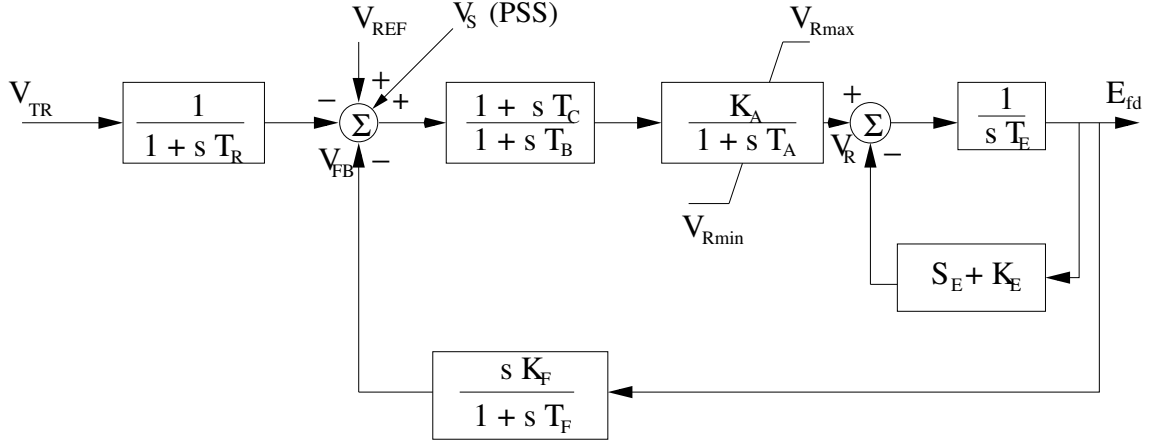 V_S (PSS)
V_REF
V_Rmax
V_TR
1
1 + s T_R
−
+
+
Σ
V_FB
−
1 + s T_C
1 + s T_B
K_A
1 + s T_A
+
Σ
V_R
−
1
s T_E
E_fd
V_Rmin
S_E + K_E
s K_F
1 + s T_F